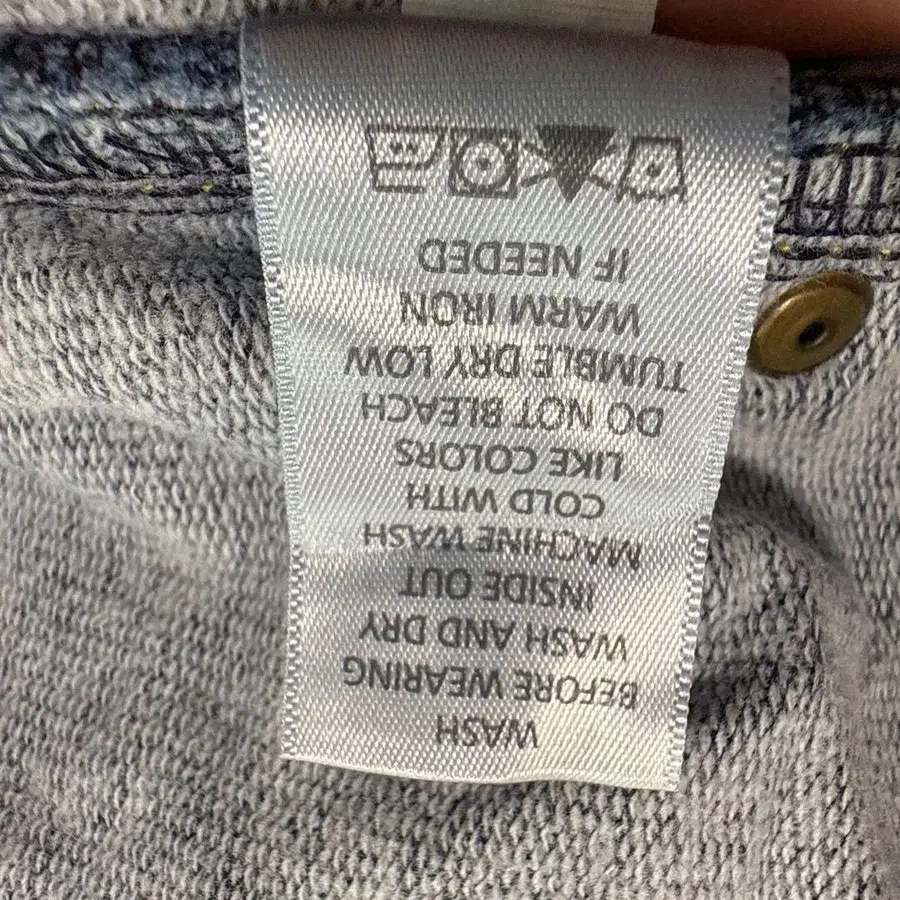 WASH
BEFORE WEARING
WASH AND DRY
INSIDE OUT
MACHINE WASH
COLD WITH
LIKE COLORS
DO NOT BLEACH
TUMBLE DRY LOW
WARM IRON
IF NEEDED